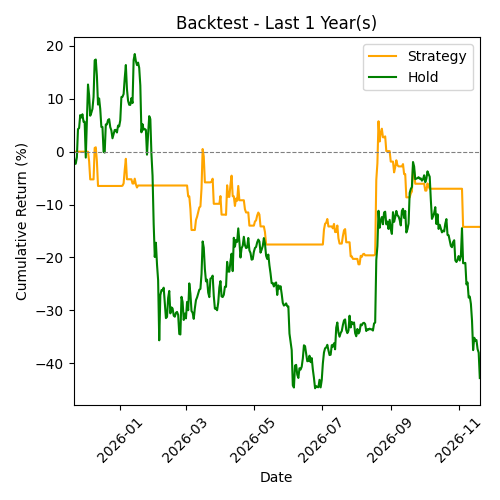 Backtest - Last 1 Year(s)
Strategy
Hold
Cumulative Return (%)
20
10
0
−10
−20
−30
−40
2026-01
2026-03
2026-05
2026-07
2026-09
2026-11
Date